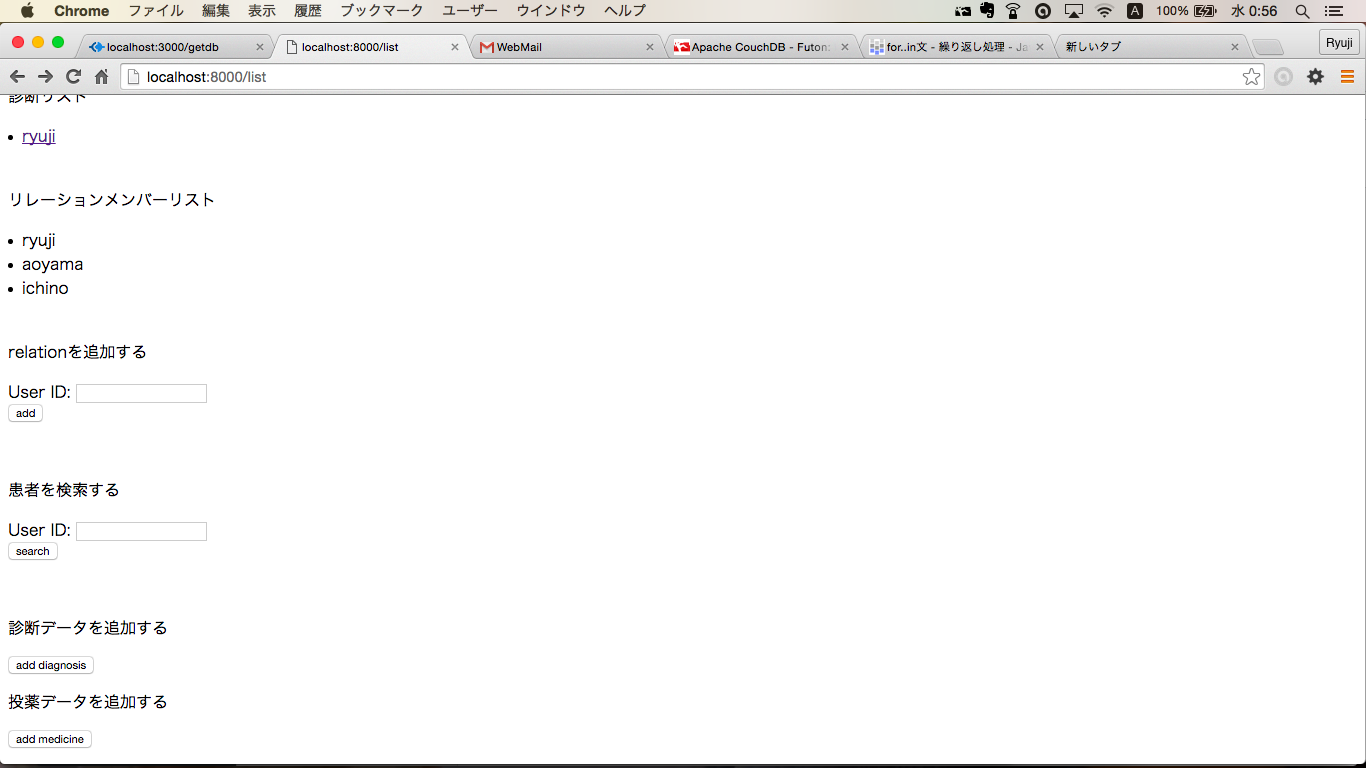 Chrome ファイル 編集 表示 履歴 ブックマーク ユーザー ウインドウ ヘルプ A 100% 水 0:56
localhost:3000/getdb localhost:8000/list WebMail Apache CouchDB - Futon: for..in文 - 繰り返し処理 - Ja 新しいタブ Ryuji
localhost:8000/list
診断リスト
ryuji
リレーションメンバーリスト
ryuji
aoyama
ichino
relationを追加する
User ID:
add
患者を検索する
User ID:
search
診断データを追加する
add diagnosis
投薬データを追加する
add medicine